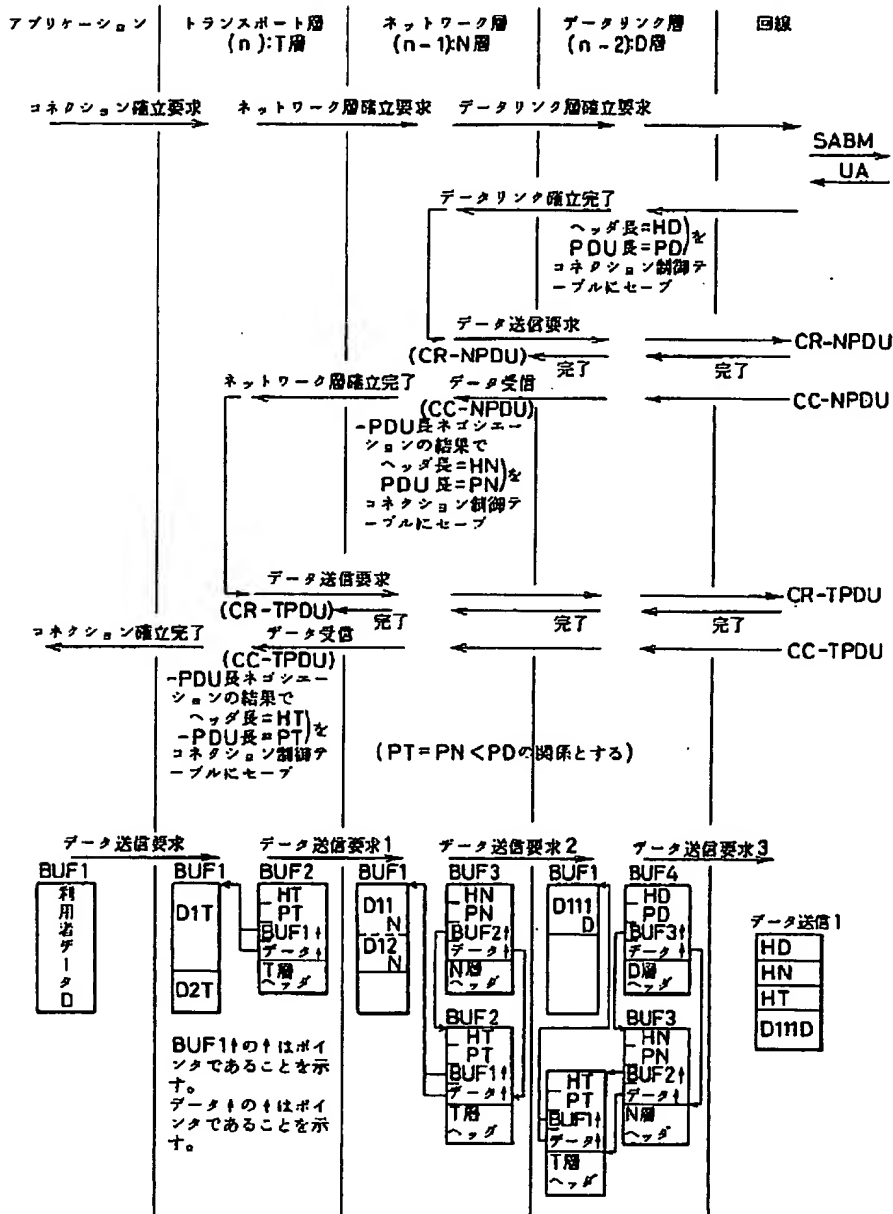 アプリケーション
トランスポート層
(n):T層
ネットワーク層
(n-1):N層
データリンク層
(n-2):D層
回線
コネクション確立要求
ネットワーク層確立要求
データリンク層確立要求
SABM
UA
データリンク確立完了
ヘッダ長=HD
PDU長=PD)を
コネクション制御テ
ーブルにセーブ
データ送信要求
(CR-NPDU)
完了
完了
CR-NPDU
ネットワーク層確立完了
データ受信
(CC-NPDU)
CC-NPDU
-PDU長ネゴシエー
ションの結果で
ヘッダ長=HN
PDU長=PN)を
コネクション制御テ
ーブルにセーブ
データ送信要求
(CR-TPDU)
完了
完了
完了
CR-TPDU
コネクション確立完了
データ受信
(CC-TPDU)
CC-TPDU
-PDU長ネゴシエー
ションの結果で
ヘッダ長=HT
-PDU長=PT)を
コネクション制御テ
ーブルにセーブ
(PT=PN<PDの関係とする)
データ送信要求
データ送信要求1
データ送信要求2
データ送信要求3
BUF1
利用者データD
BUF1
D1T
D2T
BUF2
HT
PT
BUF1↑
データ↑
T層
ヘッダ
BUF1
D11
N
D12
N
BUF3
HN
PN
BUF2↑
データ↑
N層
ヘッダ
BUF2
HT
PT
BUF1↑
データ↑
T層
ヘッダ
BUF1
D111
D
HT
PT
BUF1↑
データ↑
T層
ヘッダ
BUF4
HD
PD
BUF3↑
データ↑
D層
ヘッダ
BUF3
HN
PN
BUF2↑
データ↑
N層
ヘッダ
データ送信1
HD
HN
HT
D111D
BUF1↑の↑はポイ
ンタであることを示
す。
データ↑の↑はポイ
ンタであることを示
す。